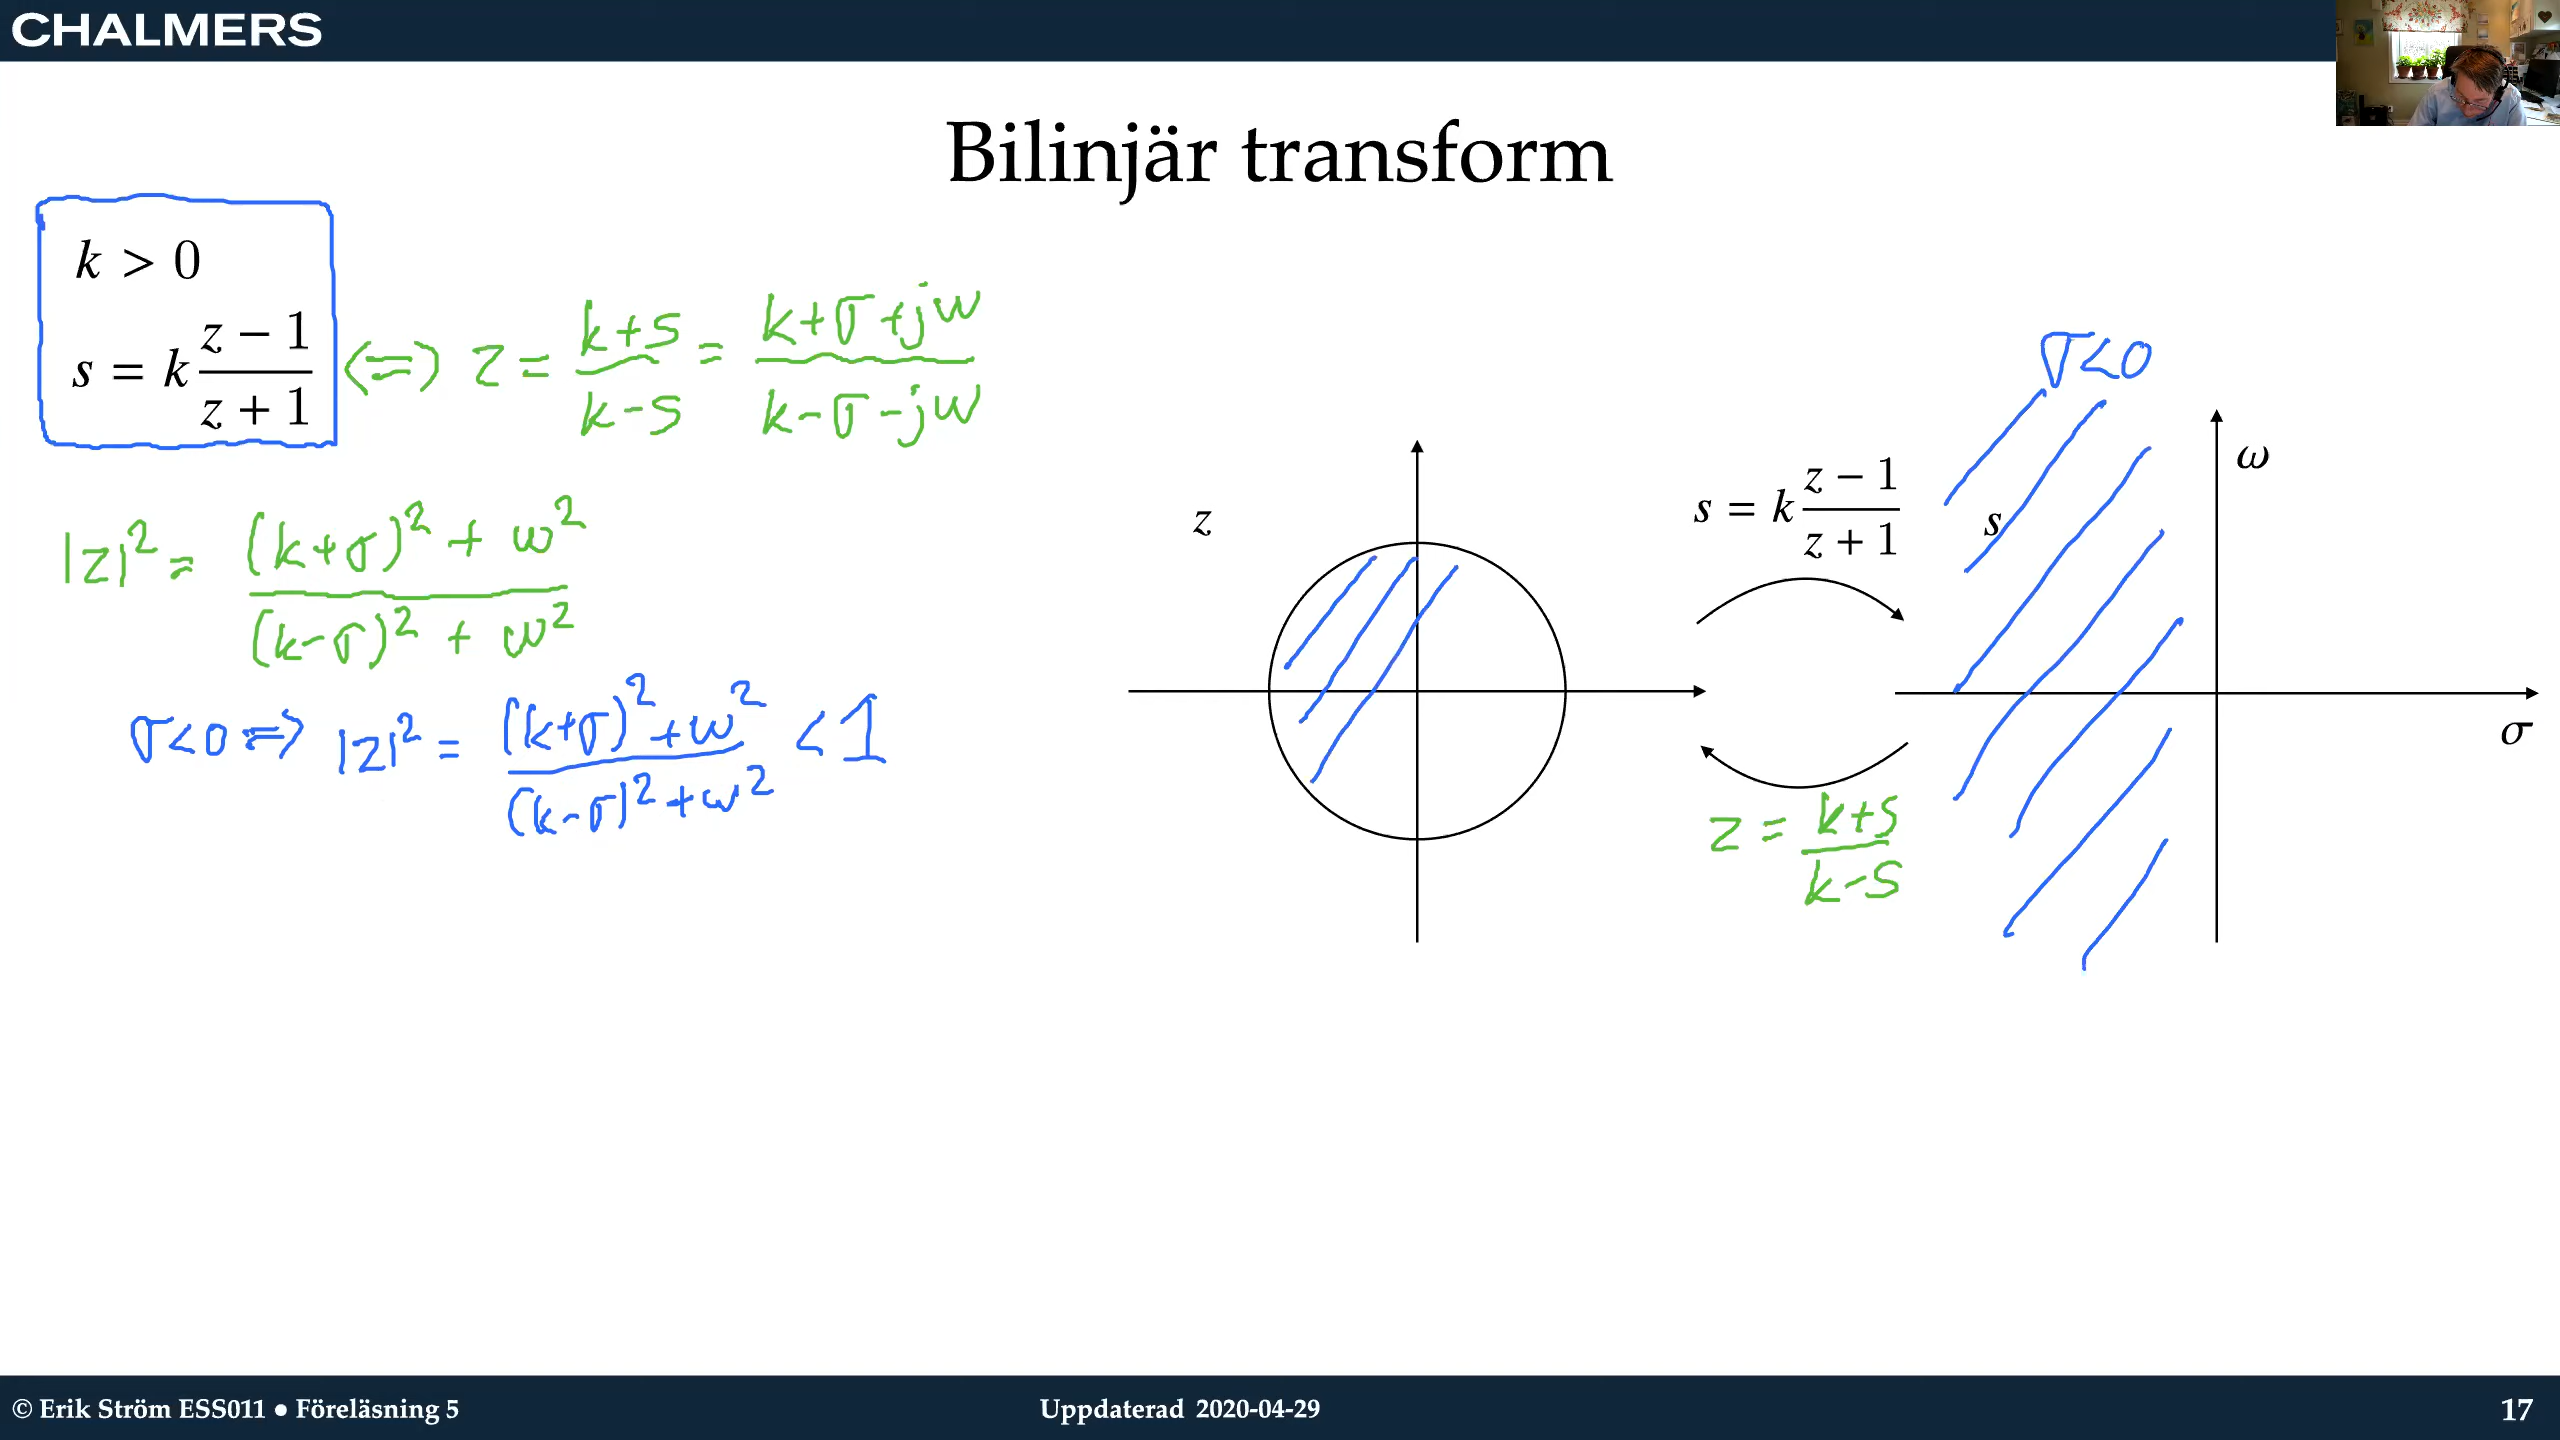 CHALMERS
Bilinjär transform
k > 0
s = k (z − 1)/(z + 1) <=> z = (k+s)/(k-s) = (k+σ+jω)/(k-σ-jω)
|z|² = ((k+σ)² + ω²)/((k-σ)² + ω²)
σ<0 => |z|² = ((k+σ)²+ω²)/((k-σ)²+ω²) < 1
z
s = k (z − 1)/(z + 1)
z = (k+s)/(k-s)
σ<0
s
ω
σ
© Erik Ström ESS011 ● Föreläsning 5
Uppdaterad 2020-04-29
17